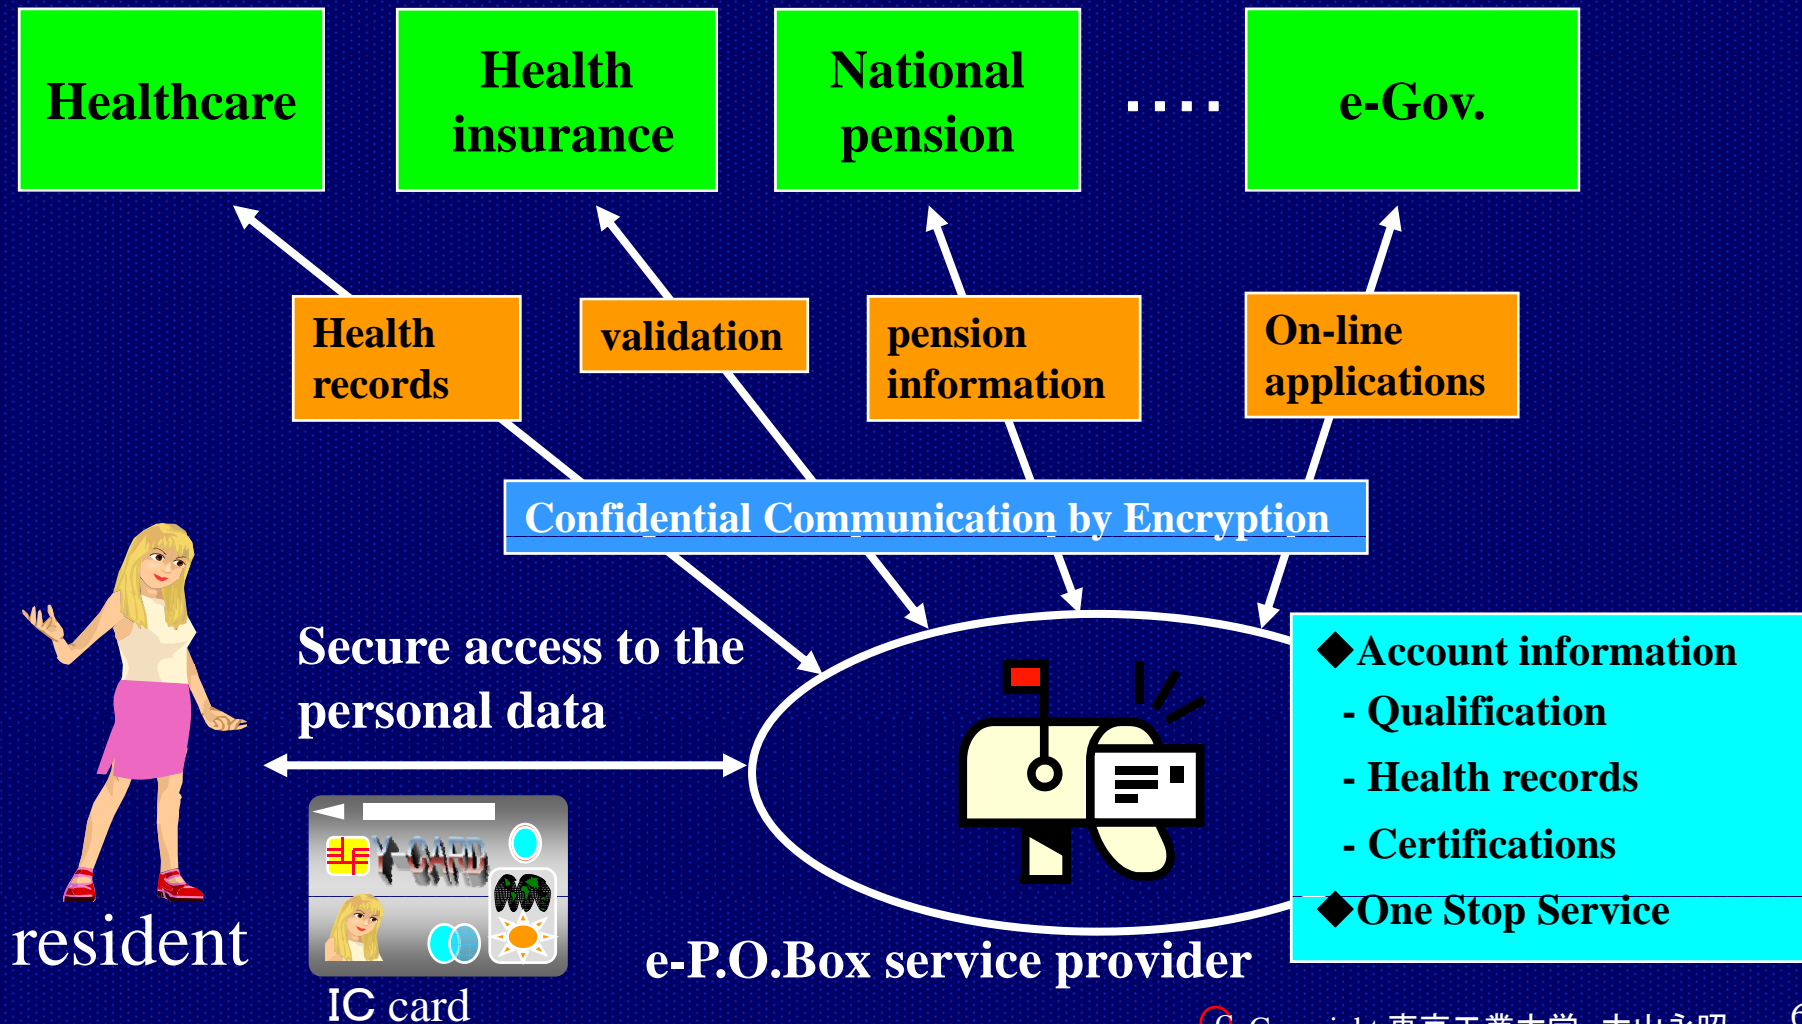 Healthcare
Health
insurance
National
pension
....
e-Gov.
Health
records
validation
pension
information
On-line
applications
Confidential Communication by Encryption
Secure access to the
personal data
◆Account information
- Qualification
- Health records
- Certifications
◆One Stop Service
Y-CARD
resident
IC card
e-P.O.Box service provider